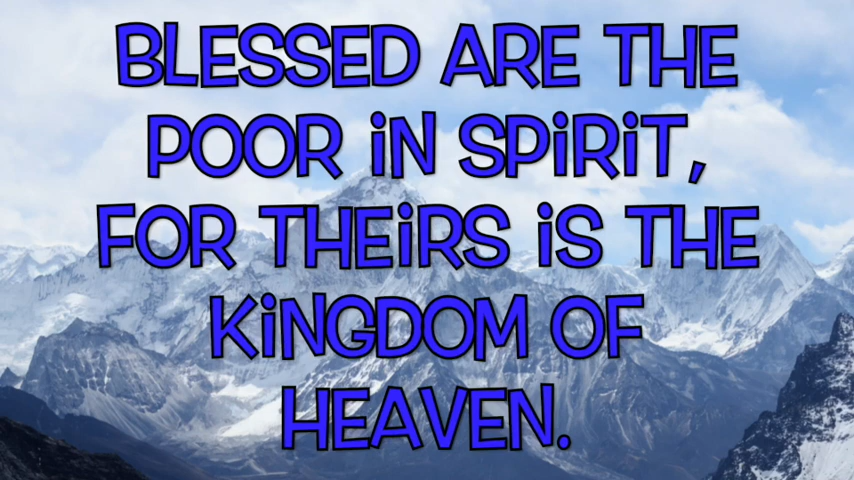 BLESSED ARE THE
POOR iN SPiRiT,
FOR THEiRS iS THE
KiNGDOM OF
HEAVEN.